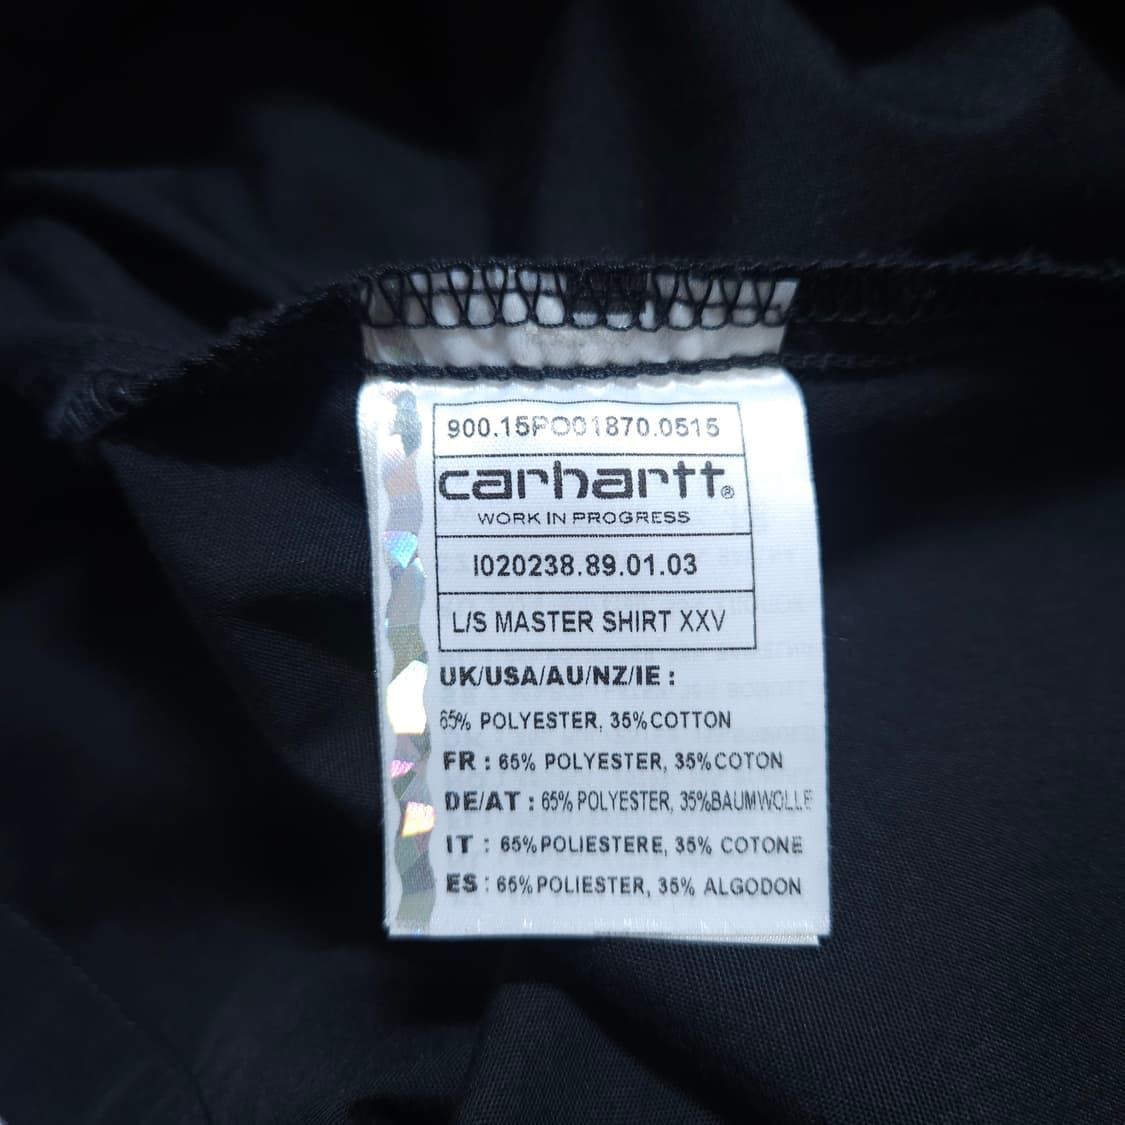 900.15PO01870.0515
carhartt®
WORK IN PROGRESS
I020238.89.01.03
L/S MASTER SHIRT XXV
UK/USA/AU/NZ/IE :
65% POLYESTER, 35%COTTON
FR : 65% POLYESTER, 35%COTON
DE/AT : 65% POLYESTER, 35%BAUMWOLLE
IT : 65%POLIESTERE, 35% COTONE
ES : 65%POLIESTER, 35% ALGODON